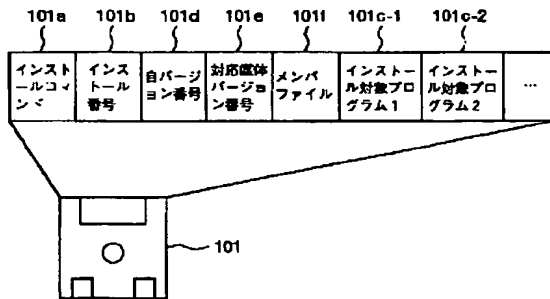 101a 101b 101d 101e 101f 101c-1 101c-2
インスト
ールコマ
ンド
インス
トール
番号
自バージ
ョン番号
対応媒体
バージョ
ン番号
メンバ
ファイル
インストー
ル対象プロ
グラム1
インストー
ル対象プロ
グラム2
…
101